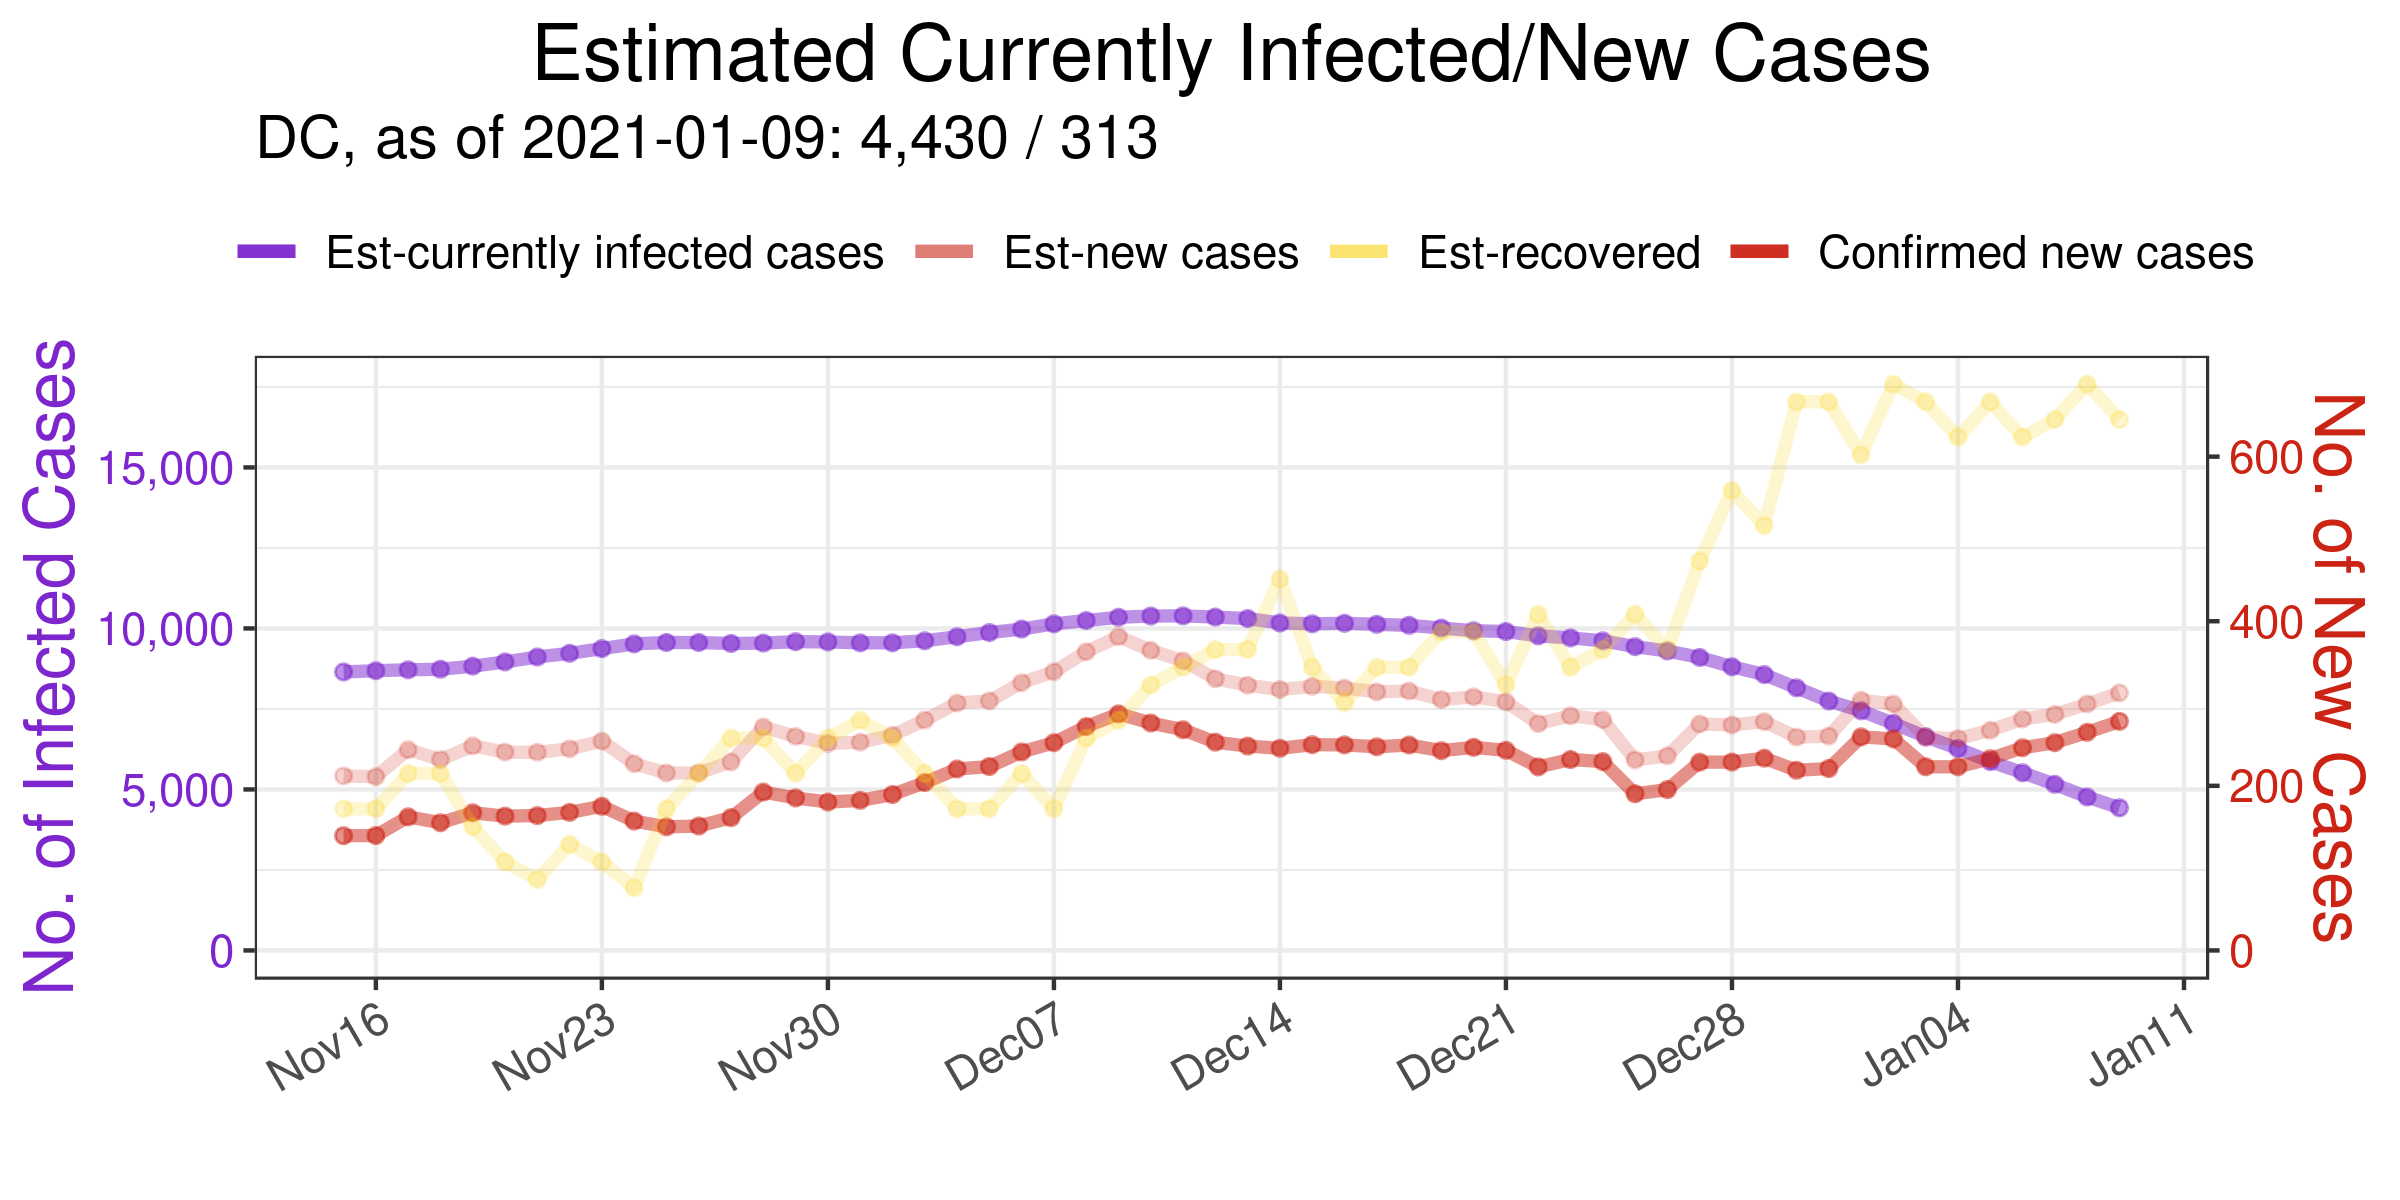 Estimated Currently Infected/New Cases
DC, as of 2021-01-09: 4,430 / 313
Est-currently infected cases Est-new cases Est-recovered Confirmed new cases
No. of Infected Cases
15,000
10,000
5,000
0
600
400
200
0
No. of New Cases
Nov16 Nov23 Nov30 Dec07 Dec14 Dec21 Dec28 Jan04 Jan11